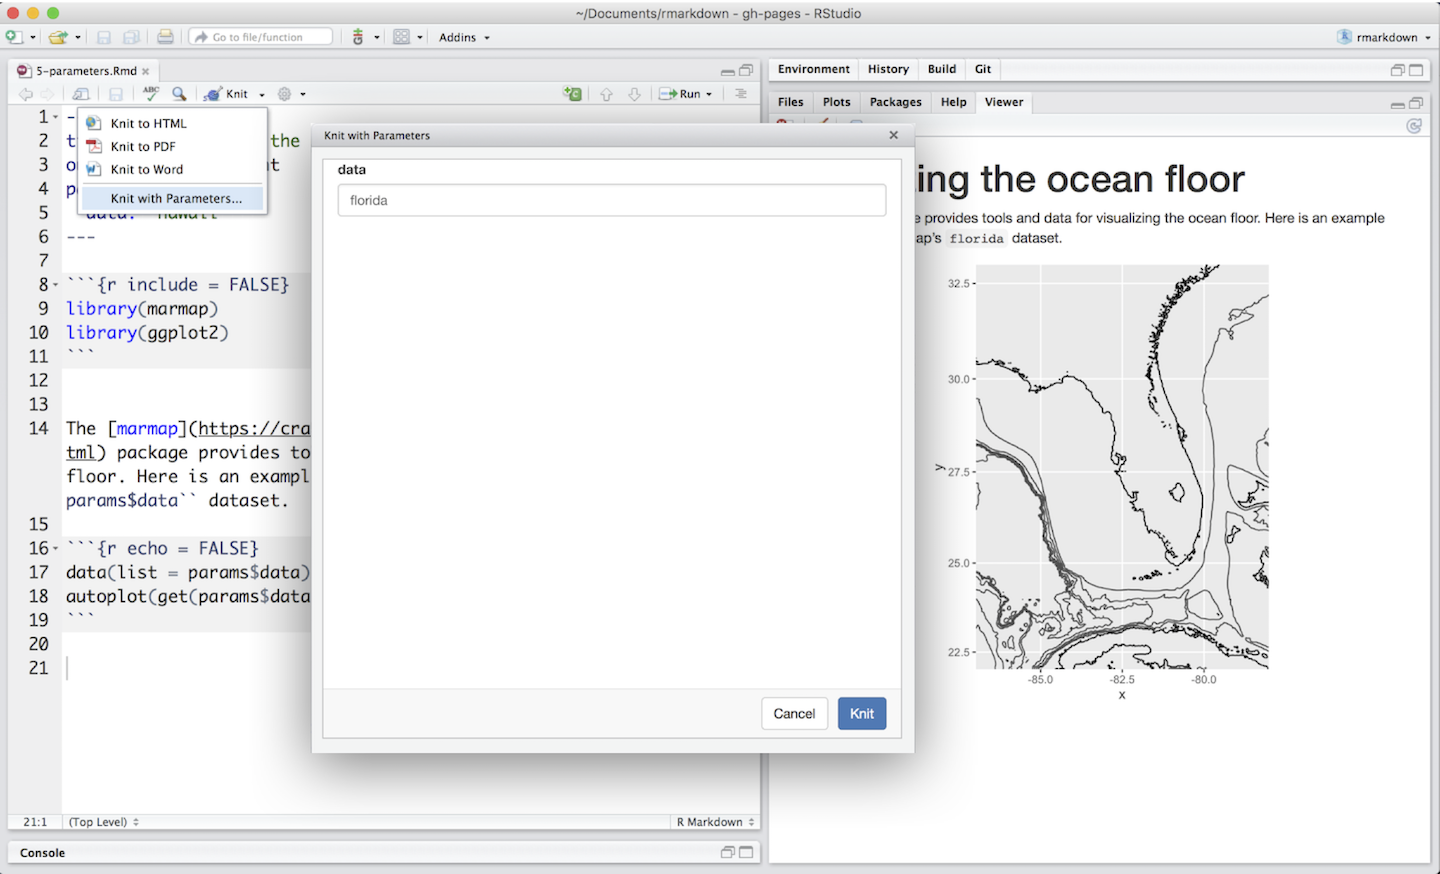 ~/Documents/rmarkdown - gh-pages - RStudio
Go to file/function
Addins
rmarkdown
5-parameters.Rmd
ABC
Knit
Run
Knit to HTML
Knit to PDF
Knit to Word
Knit with Parameters...
1 -
2 t the
3 o t
4 p
5 data: "hawaii"
6 ---
7
8 ```{r include = FALSE}
9 library(marmap)
10 library(ggplot2)
11 ```
12
13
14 The [marmap](https://cra
tml) package provides to
floor. Here is an exampl
params$data`` dataset.
15
16 ```{r echo = FALSE}
17 data(list = params$data)
18 autoplot(get(params$data
19 ```
20
21
21:1 (Top Level) R Markdown
Console
Knit with Parameters
data
florida
Cancel Knit
Environment History Build Git
Files Plots Packages Help Viewer
ing the ocean floor
e provides tools and data for visualizing the ocean floor. Here is an example
ap's florida dataset.
32.5
30.0
27.5
25.0
22.5
y
-85.0 -82.5 -80.0
x